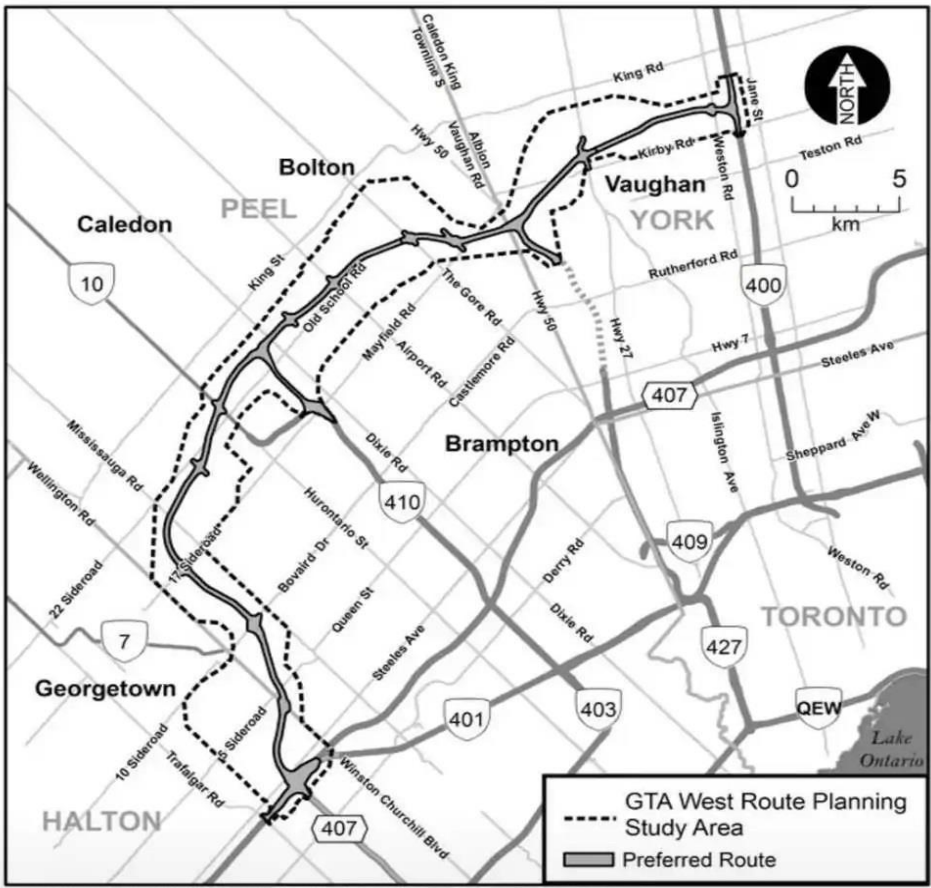 Caledon King
Townline S
King Rd
Jane St
NORTH
Hwy 50
Albion
Vaughan Rd
Kirby Rd
Weston Rd
Teston Rd
Bolton
PEEL
Vaughan
YORK
0 5
km
Caledon
King St
10
Old School Rd
The Gore Rd
Rutherford Rd
400
Mayfield Rd
Airport Rd
Castlemore Rd
Hwy 50
Hwy 27
Hwy 7
Steeles Ave
407
Mississauga Rd
Wellington Rd
Brampton
Dixie Rd
410
Islington Ave
Sheppard Ave W
Hurontario St
17 Sideroad
22 Sideroad
Bovaird Dr
Queen St
Derry Rd
409
Weston Rd
7
Dixie Rd
TORONTO
427
Steeles Ave
Georgetown
401
403
QEW
5 Sideroad
10 Sideroad
Trafalgar Rd
Winston Churchill Blvd
Lake
Ontario
HALTON
407
GTA West Route Planning
Study Area
Preferred Route